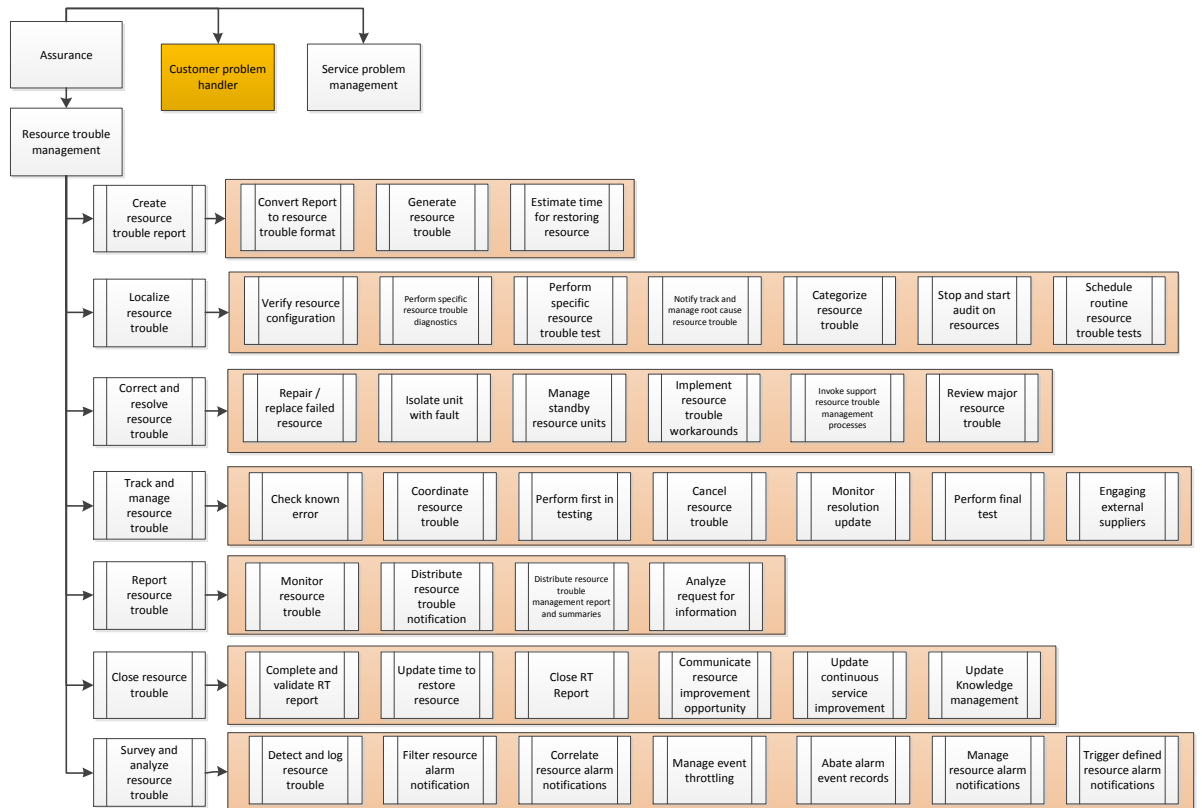 Assurance
Customer problem
handler
Service problem
management
Resource trouble
management
Create
resource
trouble report
Convert Report
to resource
trouble format
Generate
resource
trouble
Estimate time
for restoring
resource
Localize
resource
trouble
Verify resource
configuration
Perform specific
resource trouble
diagnostics
Perform
specific
resource
trouble test
Notify track and
manage root cause
resource trouble
Categorize
resource
trouble
Stop and start
audit on
resources
Schedule
routine
resource
trouble tests
Correct and
resolve resource
trouble
Repair /
replace failed
resource
Isolate unit
with fault
Manage
standby
resource units
Implement
resource
trouble
workarounds
Invoke support
resource trouble
management
processes
Review major
resource
trouble
Track and
manage
resource trouble
Check known
error
Coordinate
resource
trouble
Perform first in
testing
Cancel
resource
trouble
Monitor
resolution
update
Perform final
test
Engaging
external
suppliers
Report
resource
trouble
Monitor
resource
trouble
Distribute
resource
trouble
notification
Distribute resource
trouble
management report
and summaries
Analyze
request for
information
Close resource
trouble
Complete and
validate RT
report
Update time to
restore
resource
Close RT
Report
Communicate
resource
improvement
opportunity
Update
continuous
service
improvement
Update
Knowledge
management
Survey and
analyze
resource
trouble
Detect and log
resource
trouble
Filter resource
alarm
notification
Correlate
resource alarm
notifications
Manage event
throttling
Abate alarm
event records
Manage
resource alarm
notifications
Trigger defined
resource alarm
notifications